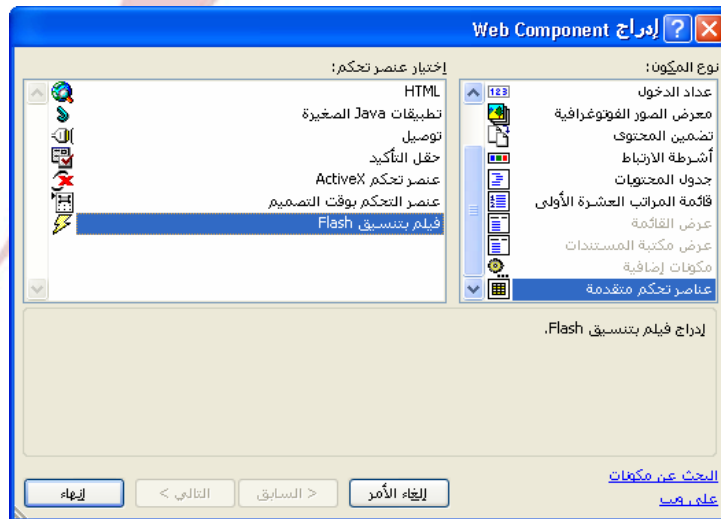 إدراج Web Component
نوع المكون:
عداد الدخول
معرض الصور الفوتوغرافية
تضمين المحتوى
أشرطة الارتباط
جدول المحتويات
قائمة المراتب العشرة الأولى
عرض القائمة
عرض مكتبة المستندات
مكونات إضافية
عناصر تحكم متقدمة
إختيار عنصر تحكم:
HTML
تطبيقات Java الصغيرة
توصيل
حقل التأكيد
عنصر تحكم ActiveX
عنصر التحكم بوقت التصميم
فيلم بتنسيق Flash
إدراج فيلم بتنسيق Flash.
البحث عن مكونات
على وب
إلغاء الأمر
< السابق
التالي >
إنهاء